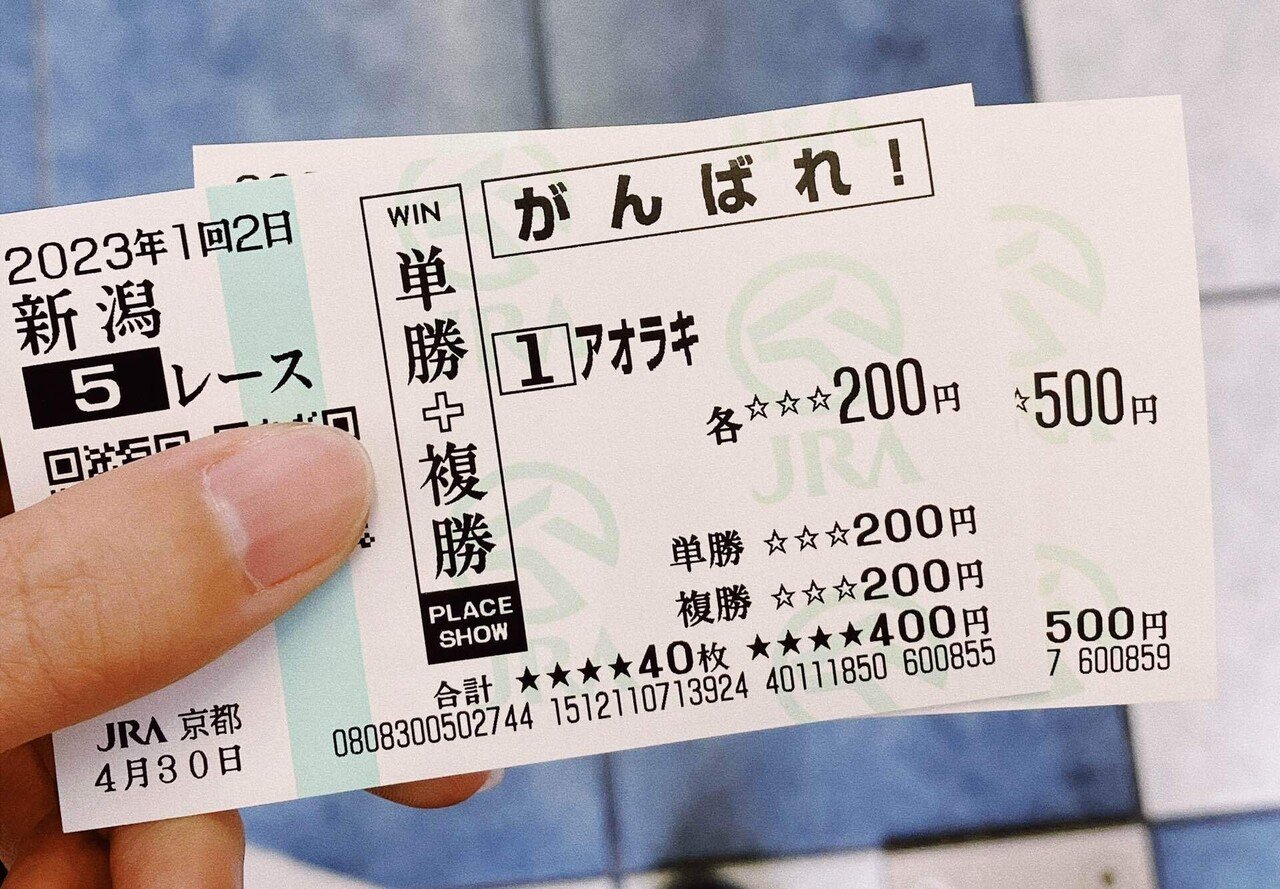 2023年1回2日
新潟
5レース
JRA 京都
4月30日
WIN
単勝+複勝
PLACE
SHOW
がんばれ!
1 アオラキ
各☆☆☆200円
単勝 ☆☆☆200円
複勝 ☆☆☆200円
合計 ★★★★40枚 ★★★★400円
0808300502744 1512110713924 40111850 600855
☆500円
500円
7 600859
JRA